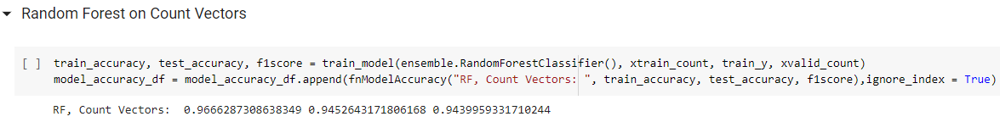 Random Forest on Count Vectors
[ ] train_accuracy, test_accuracy, f1score = train_model(ensemble.RandomForestClassifier(), xtrain_count, train_y, xvalid_count)
model_accuracy_df = model_accuracy_df.append(fnModelAccuracy("RF, Count Vectors: ", train_accuracy, test_accuracy, f1score),ignore_index = True)
RF, Count Vectors:  0.9666287308638349 0.9452643171806168 0.9439959331710244